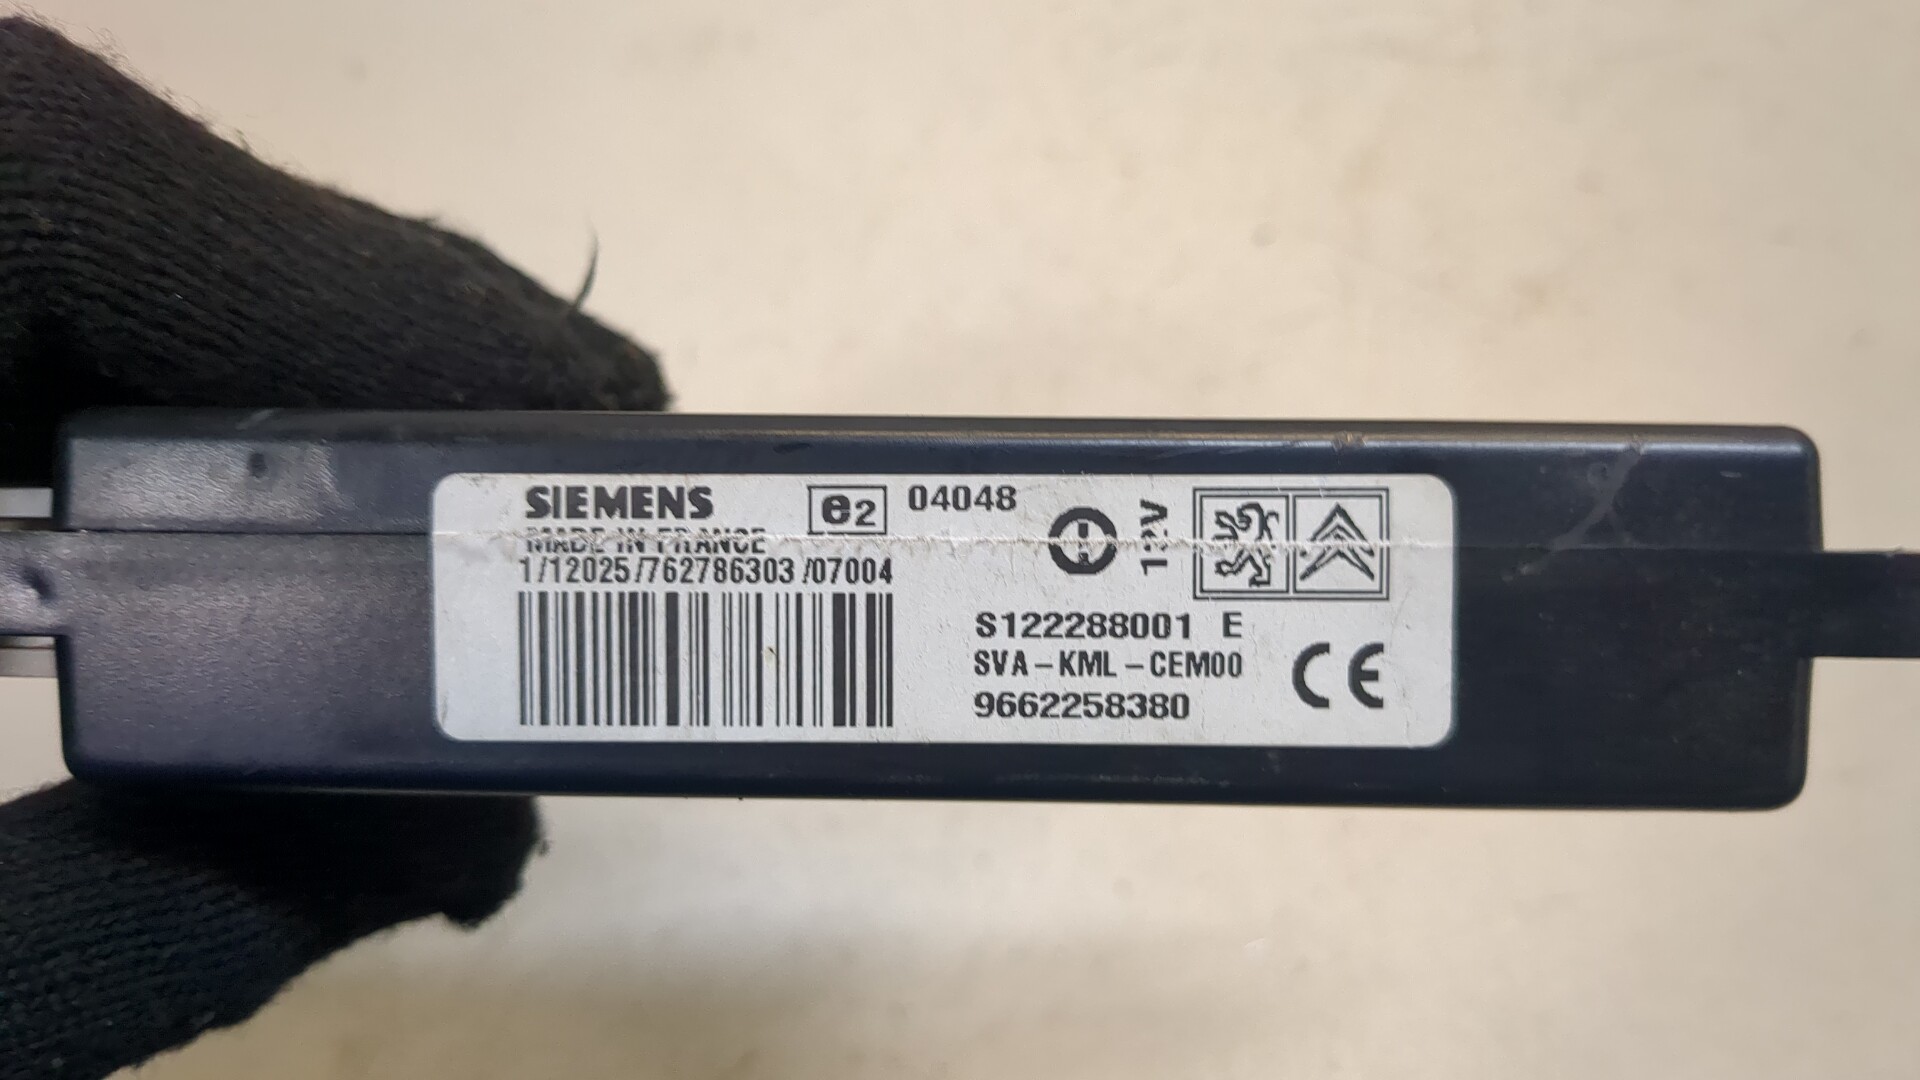 SIEMENS e2 04048
MADE IN FRANCE
1/12025/762786303/07004
12V
S122288001 E
SVA-KML-CEM00
9662258380
CE